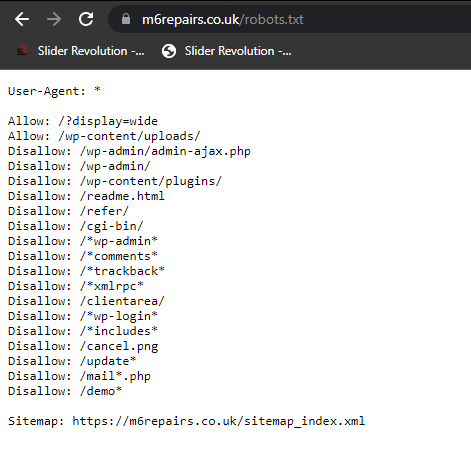 m6repairs.co.uk/robots.txt
Slider Revolution -... Slider Revolution -...
User-Agent: *
Allow: /?display=wide
Allow: /wp-content/uploads/
Disallow: /wp-admin/admin-ajax.php
Disallow: /wp-admin/
Disallow: /wp-content/plugins/
Disallow: /readme.html
Disallow: /refer/
Disallow: /cgi-bin/
Disallow: /*wp-admin*
Disallow: /*comments*
Disallow: /*trackback*
Disallow: /*xmlrpc*
Disallow: /clientarea/
Disallow: /*wp-login*
Disallow: /*includes*
Disallow: /cancel.png
Disallow: /update*
Disallow: /mail*.php
Disallow: /demo*
Sitemap: https://m6repairs.co.uk/sitemap_index.xml